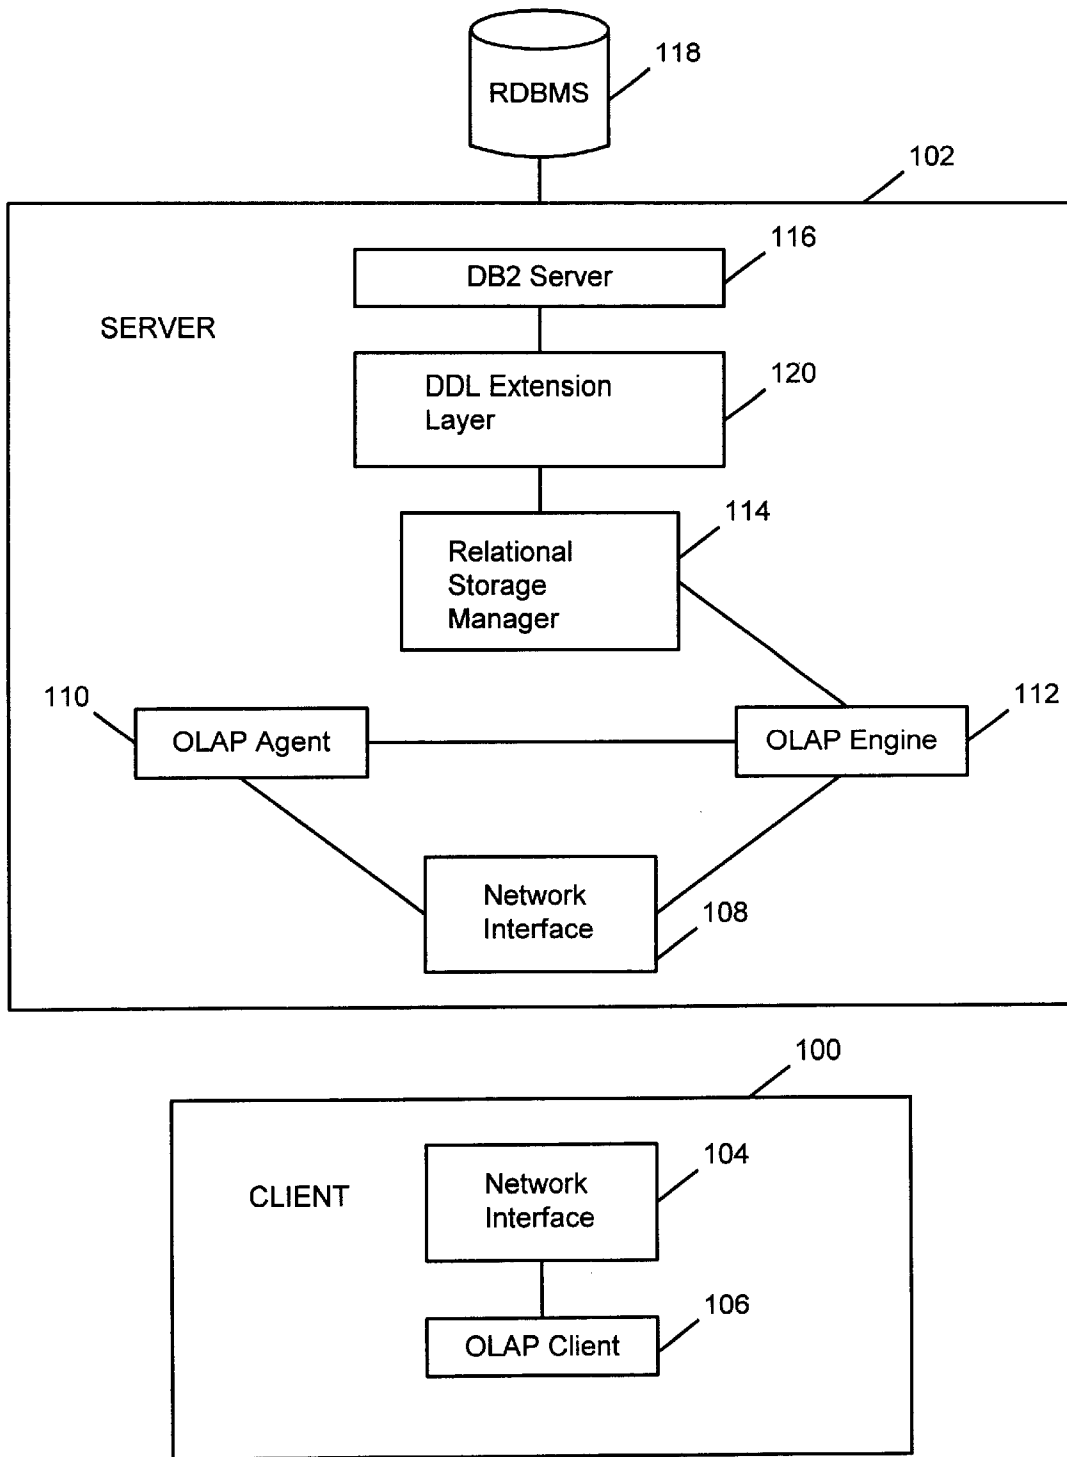 118
RDBMS
102
116
DB2 Server
SERVER
120
DDL Extension
Layer
114
Relational
Storage
Manager
110
112
OLAP Agent
OLAP Engine
Network
Interface
108
100
104
CLIENT
Network
Interface
106
OLAP Client